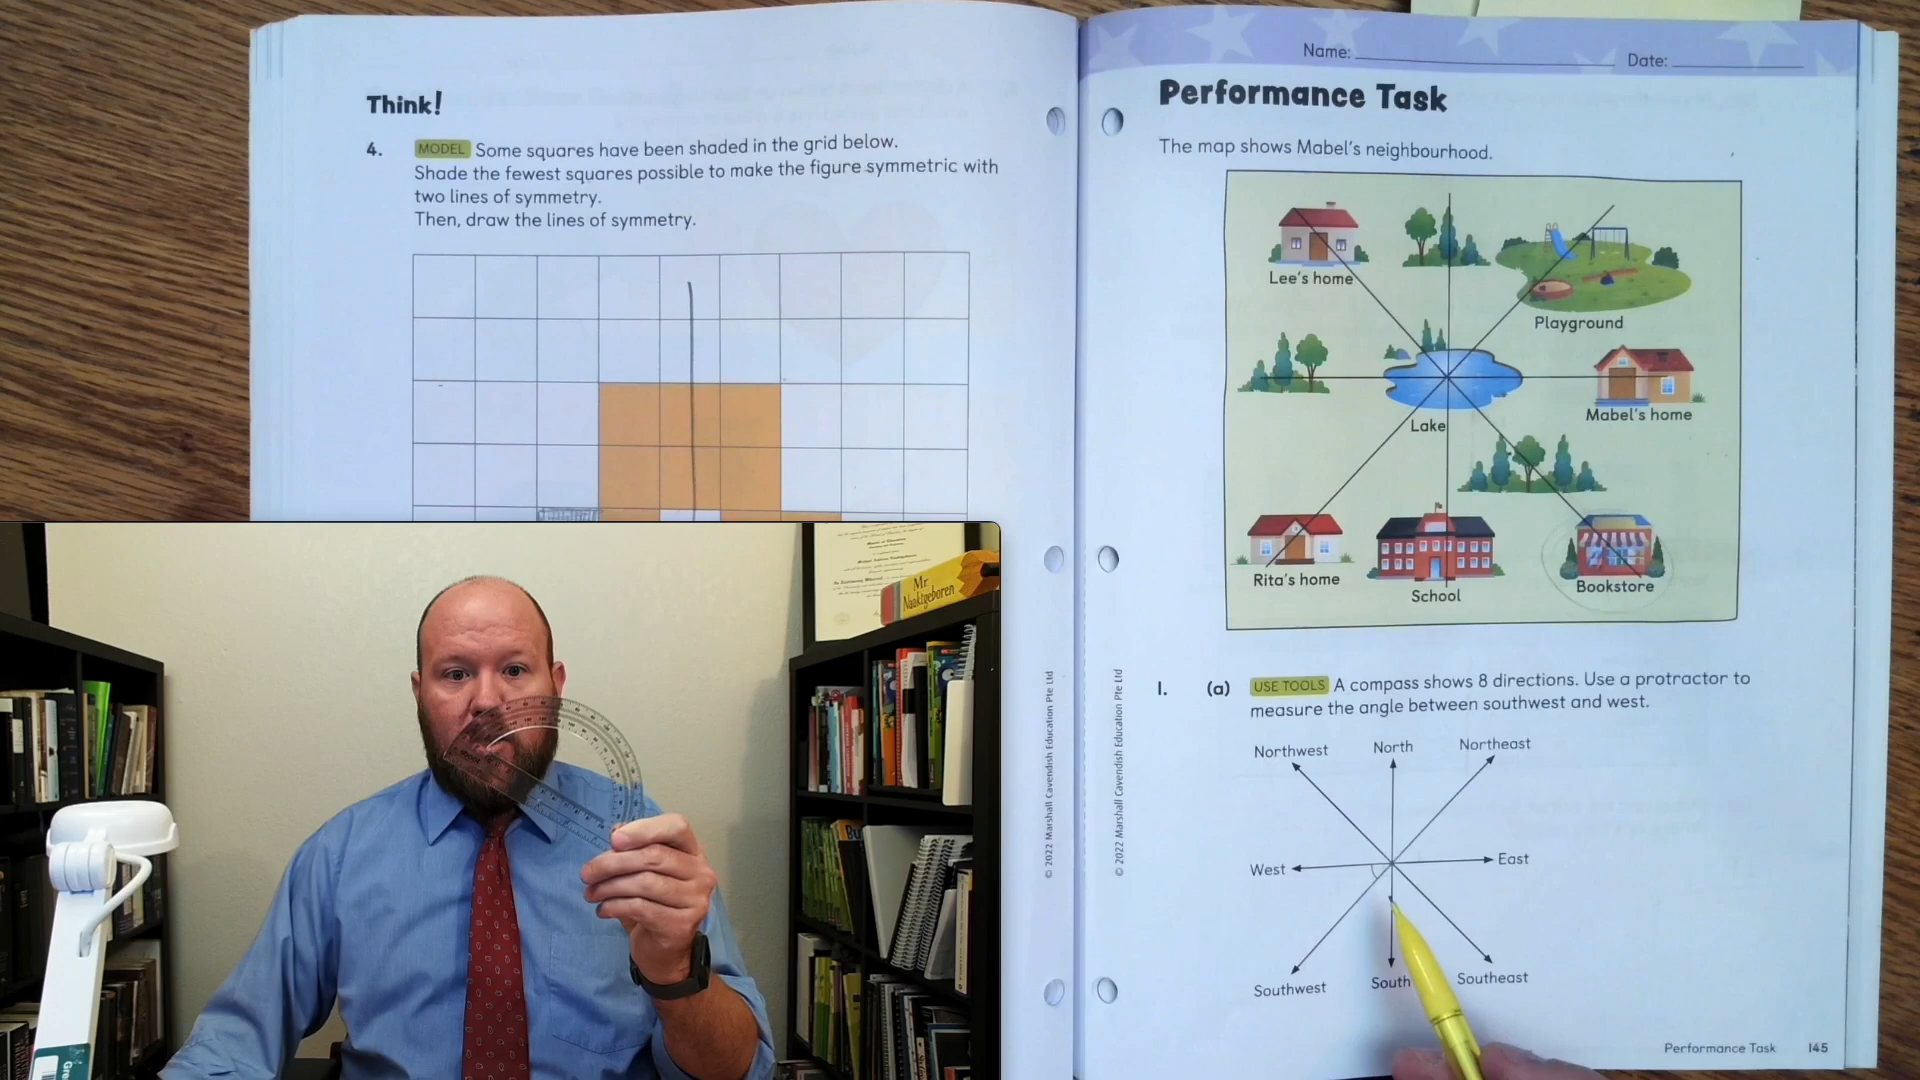 Think!
4. MODEL Some squares have been shaded in the grid below.
Shade the fewest squares possible to make the figure symmetric with
two lines of symmetry.
Then, draw the lines of symmetry.
© 2022 Marshall Cavendish Education Pte Ltd
Name:
Date:
Performance Task
The map shows Mabel's neighbourhood.
Lee's home
Playground
Mabel's home
Lake
Rita's home
School
Bookstore
© 2022 Marshall Cavendish Education Pte Ltd
1. (a) USE TOOLS A compass shows 8 directions. Use a protractor to
measure the angle between southwest and west.
Northwest North Northeast
West East
Southwest South Southeast
Performance Task 145
Mr
Naaktgeboren